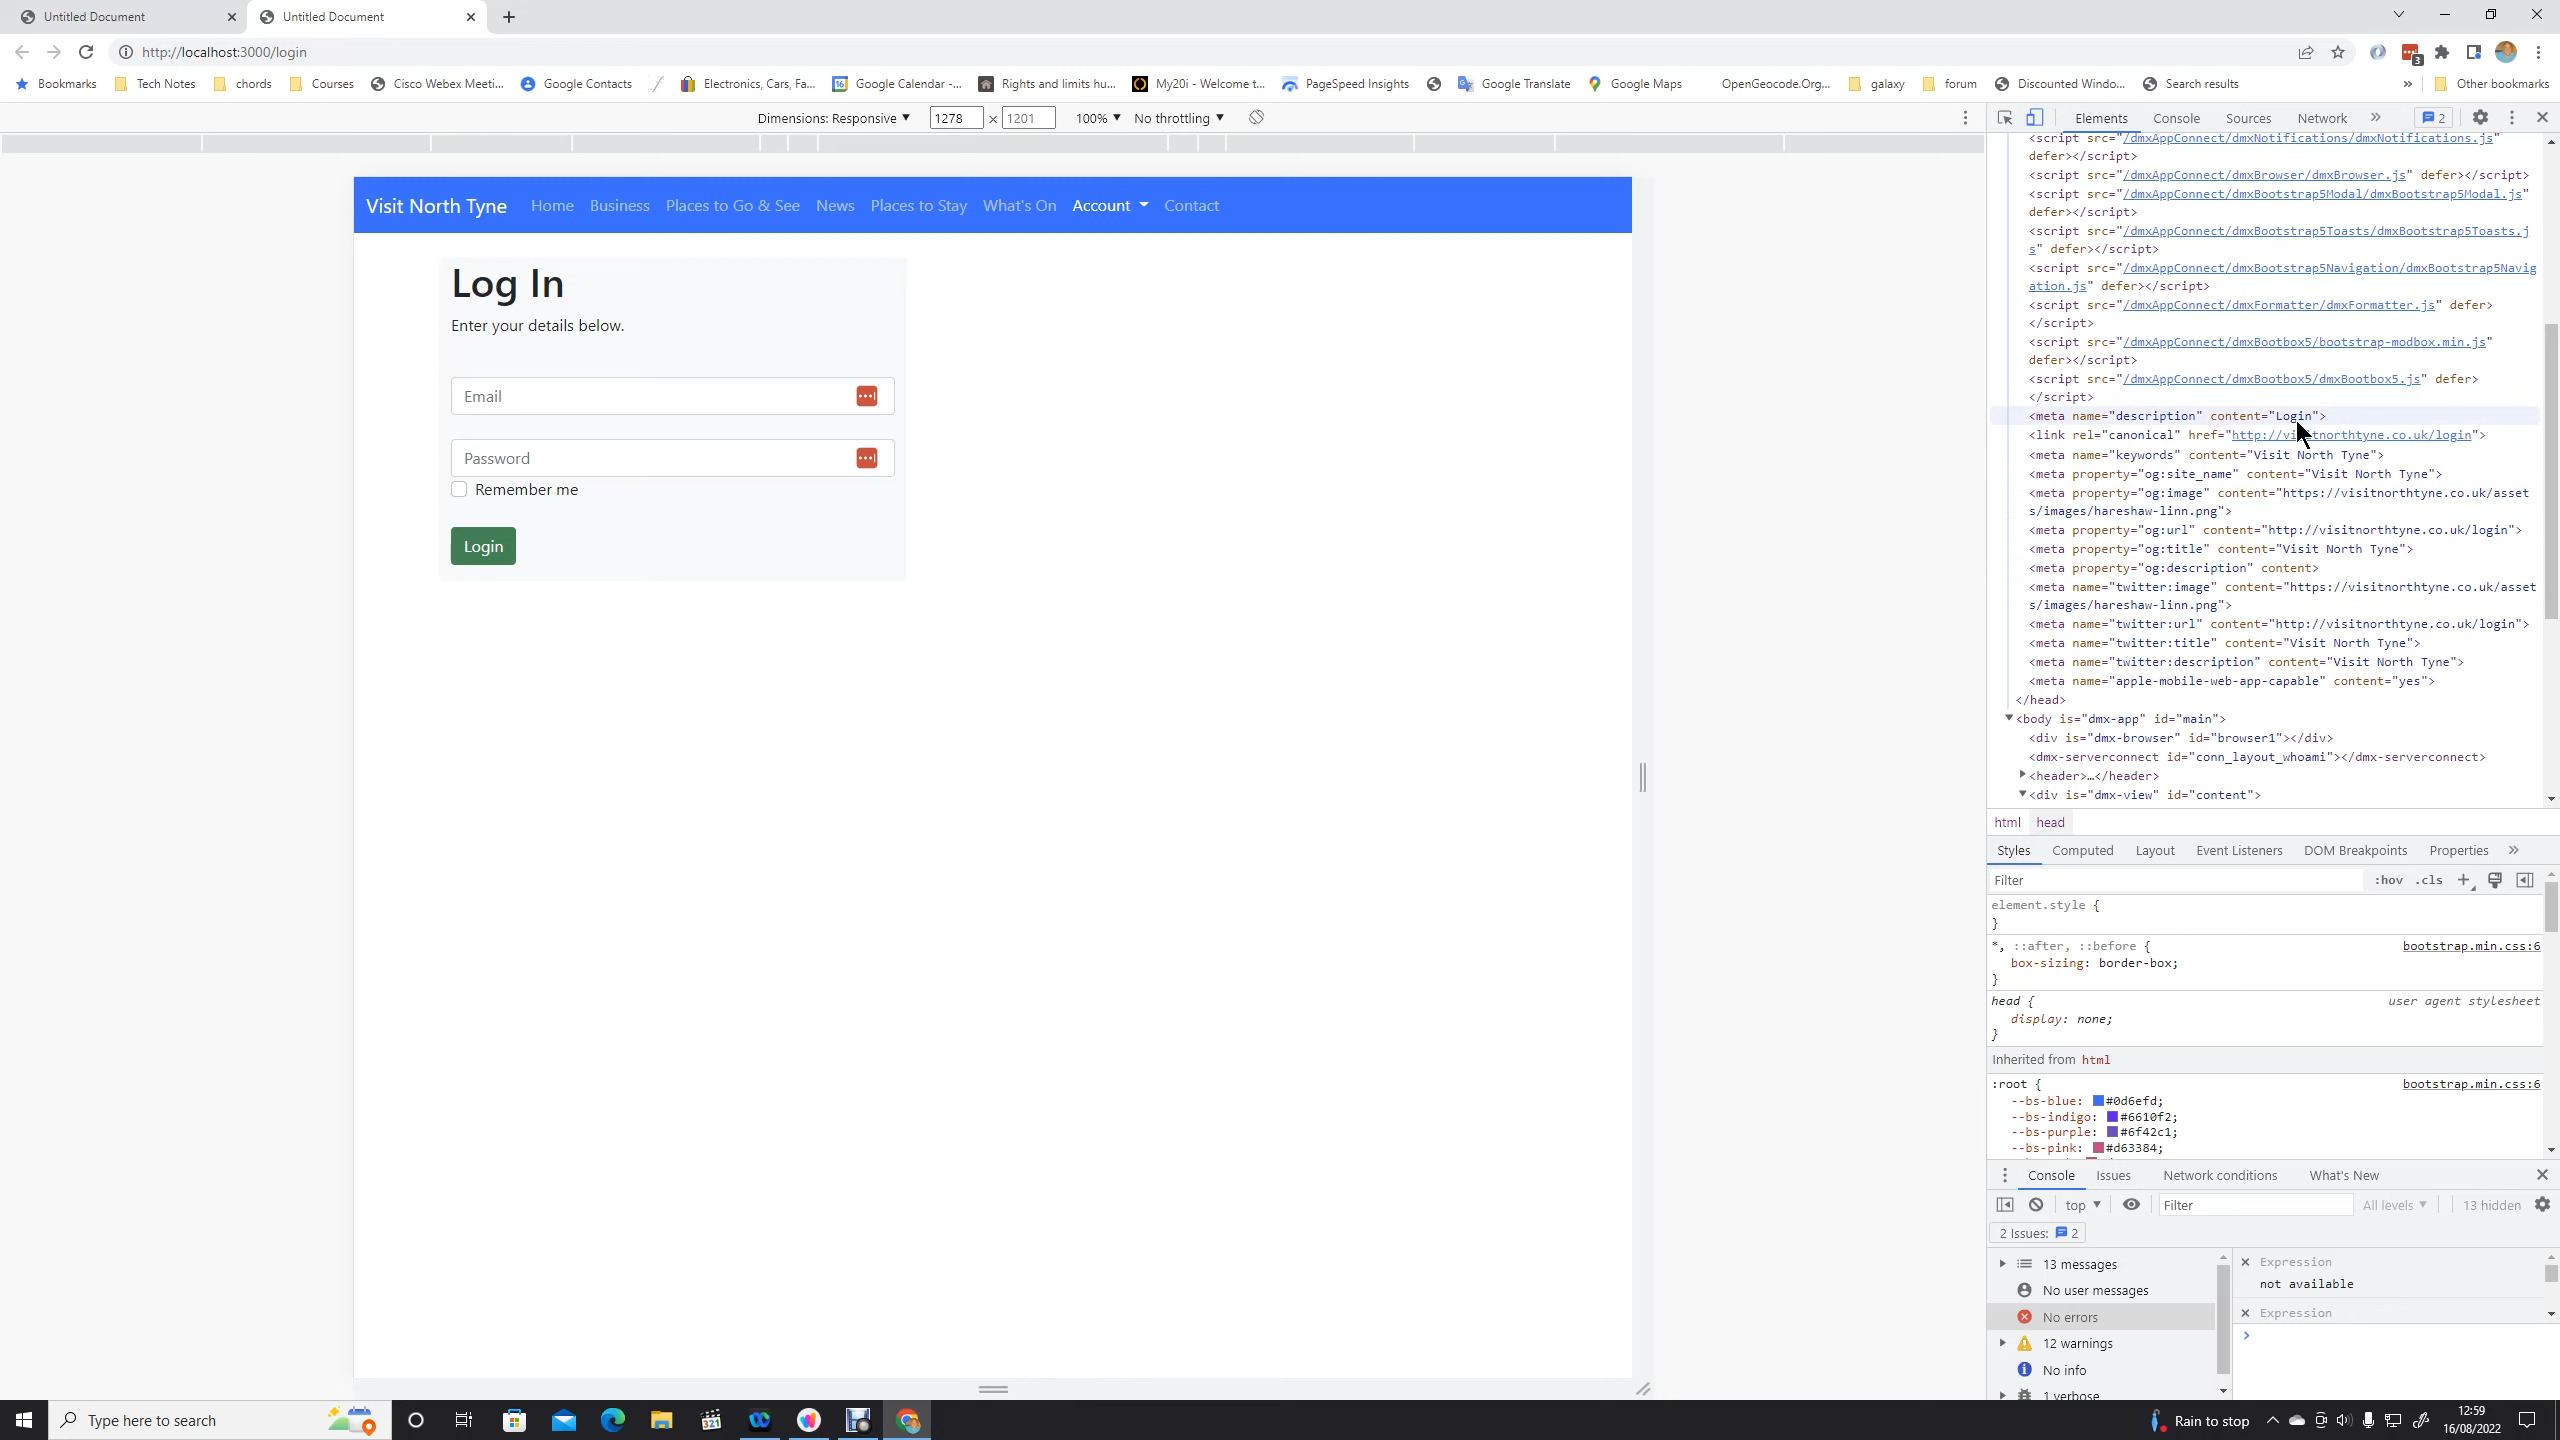 Untitled Document
Untitled Document
http://localhost:3000/login
Bookmarks
Tech Notes
chords
Courses
Cisco Webex Meeti...
Google Contacts
Electronics, Cars, Fa...
Google Calendar -...
Rights and limits hu...
My20i - Welcome t...
PageSpeed Insights
Google Translate
Google Maps
OpenGeocode.Org...
galaxy
forum
Discounted Windo...
Search results
»
Other bookmarks
Dimensions: Responsive
1278 × 1201
100%
No throttling
Elements
Console
Sources
Network
»
2
Visit North Tyne
Home
Business
Places to Go & See
News
Places to Stay
What's On
Account
Contact
Log In
Enter your details below.
Email
Password
Remember me
Login
<script src="/dmxAppConnect/dmxNotifications/dmxNotifications.js"
defer></script>
<script src="/dmxAppConnect/dmxBrowser/dmxBrowser.js" defer></script>
<script src="/dmxAppConnect/dmxBootstrap5Modal/dmxBootstrap5Modal.js"
defer></script>
<script src="/dmxAppConnect/dmxBootstrap5Toasts/dmxBootstrap5Toasts.j
s" defer></script>
<script src="/dmxAppConnect/dmxBootstrap5Navigation/dmxBootstrap5Navig
ation.js" defer></script>
<script src="/dmxAppConnect/dmxFormatter/dmxFormatter.js" defer>
</script>
<script src="/dmxAppConnect/dmxBootbox5/bootstrap-modbox.min.js"
defer></script>
<script src="/dmxAppConnect/dmxBootbox5/dmxBootbox5.js" defer>
</script>
<meta name="description" content="Login">
<link rel="canonical" href="http://visitnorthtyne.co.uk/login">
<meta name="keywords" content="Visit North Tyne">
<meta property="og:site_name" content="Visit North Tyne">
<meta property="og:image" content="https://visitnorthtyne.co.uk/asset
s/images/hareshaw-linn.png">
<meta property="og:url" content="http://visitnorthtyne.co.uk/login">
<meta property="og:title" content="Visit North Tyne">
<meta property="og:description" content>
<meta name="twitter:image" content="https://visitnorthtyne.co.uk/asset
s/images/hareshaw-linn.png">
<meta name="twitter:url" content="http://visitnorthtyne.co.uk/login">
<meta name="twitter:title" content="Visit North Tyne">
<meta name="twitter:description" content="Visit North Tyne">
<meta name="apple-mobile-web-app-capable" content="yes">
</head>
<body is="dmx-app" id="main">
<div is="dmx-browser" id="browser1"></div>
<dmx-serverconnect id="conn_layout_whoami"></dmx-serverconnect>
<header>…</header>
<div is="dmx-view" id="content">
html head
Styles
Computed
Layout
Event Listeners
DOM Breakpoints
Properties
»
Filter
:hov .cls
element.style {
}
*, ::after, ::before {
bootstrap.min.css:6
box-sizing: border-box;
}
head {
user agent stylesheet
display: none;
}
Inherited from html
:root {
bootstrap.min.css:6
--bs-blue: #0d6efd;
--bs-indigo: #6610f2;
--bs-purple: #6f42c1;
--bs-pink: #d63384;
Console
Issues
Network conditions
What's New
top
Filter
All levels
13 hidden
2 Issues: 2
13 messages
No user messages
No errors
12 warnings
No info
1 verbose
Expression
not available
Expression
Type here to search
321
Rain to stop
12:59
16/08/2022